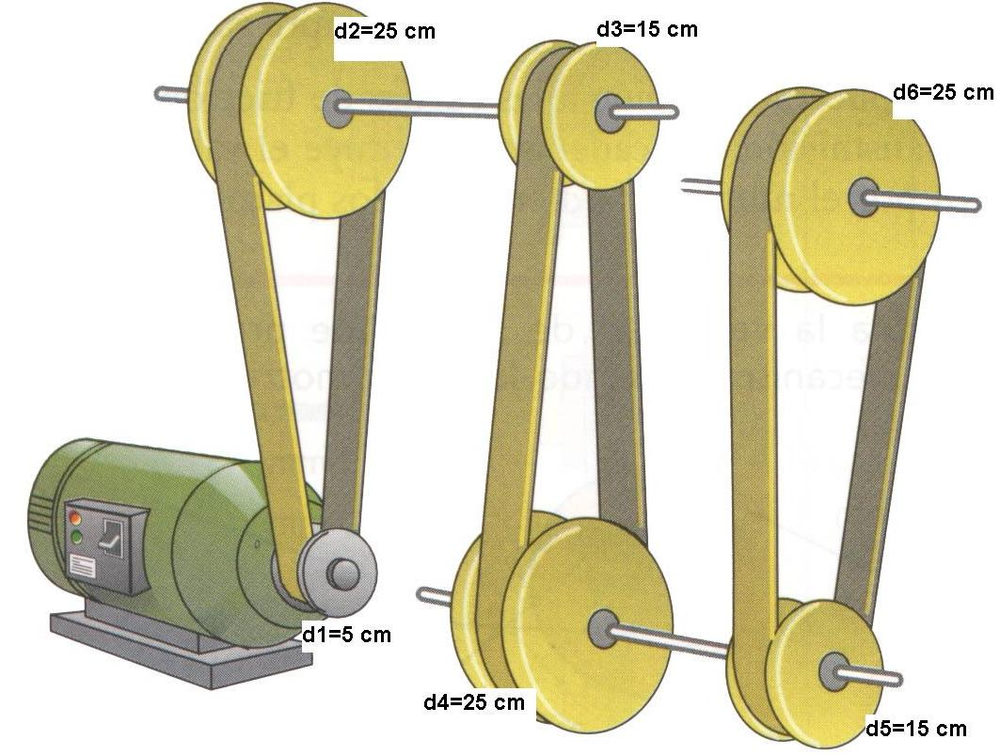 d2=25 cm
d3=15 cm
d6=25 cm
d1=5 cm
d4=25 cm
d5=15 cm